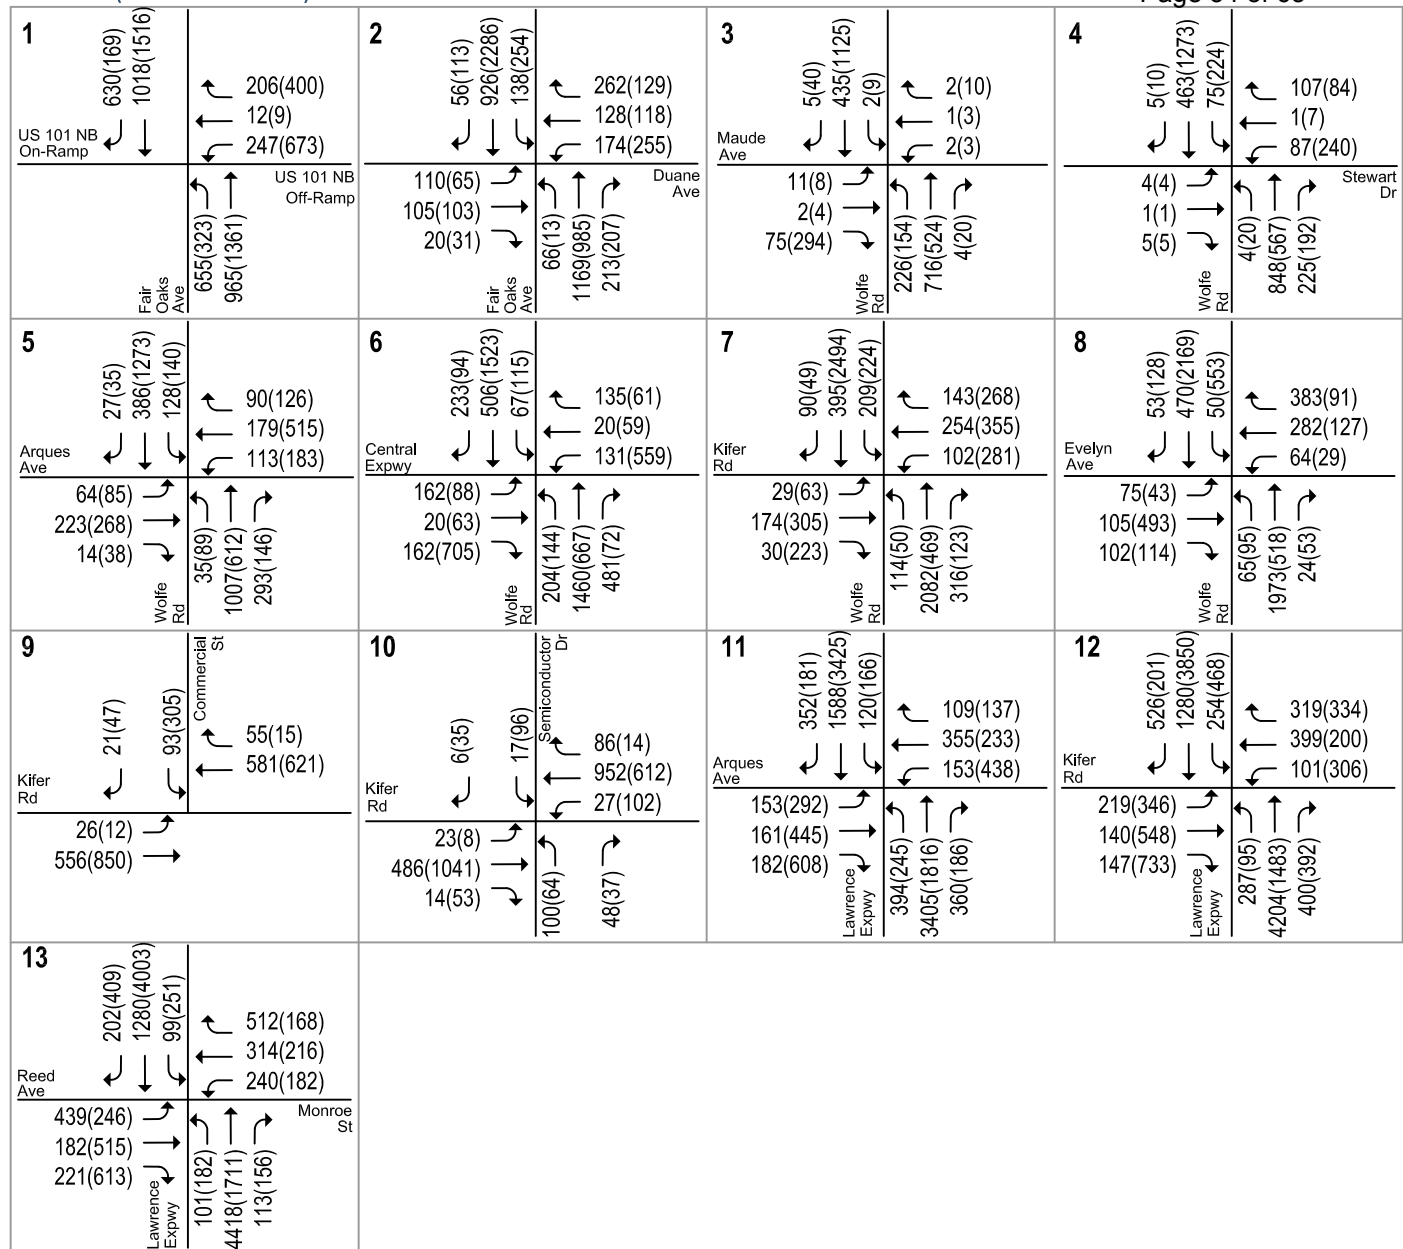 1
630(169)
1018(1516)
206(400)
12(9)
247(673)
US 101 NB
On-Ramp
US 101 NB
Off-Ramp
655(323)
965(1361)
Fair
Oaks
Ave
2
56(113)
926(2286)
138(254)
262(129)
128(118)
174(255)
110(65)
105(103)
20(31)
Duane
Ave
66(13)
1169(985)
213(207)
Fair
Oaks
Ave
3
5(40)
435(1125)
2(9)
2(10)
1(3)
2(3)
Maude
Ave
11(8)
2(4)
75(294)
226(154)
716(524)
4(20)
Wolfe
Rd
4
5(10)
463(1273)
75(224)
107(84)
1(7)
87(240)
4(4)
1(1)
5(5)
Stewart
Dr
4(20)
848(567)
225(192)
Wolfe
Rd
5
27(35)
386(1273)
128(140)
90(126)
179(515)
113(183)
Arques
Ave
64(85)
223(268)
14(38)
35(89)
1007(612)
293(146)
Wolfe
Rd
6
233(94)
506(1523)
67(115)
135(61)
20(59)
131(559)
Central
Expwy
162(88)
20(63)
162(705)
204(144)
1460(667)
481(72)
Wolfe
Rd
7
90(49)
395(2494)
209(224)
143(268)
254(355)
102(281)
Kifer
Rd
29(63)
174(305)
30(223)
114(50)
2082(469)
316(123)
Wolfe
Rd
8
53(128)
470(2169)
50(553)
383(91)
282(127)
64(29)
Evelyn
Ave
75(43)
105(493)
102(114)
65(95)
1973(518)
24(53)
Wolfe
Rd
9
21(47)
93(305)
Commercial
St
55(15)
581(621)
Kifer
Rd
26(12)
556(850)
10
6(35)
17(96)
Semiconductor
Dr
86(14)
952(612)
27(102)
Kifer
Rd
23(8)
486(1041)
14(53)
100(64)
48(37)
11
352(181)
1588(3425)
120(166)
109(137)
355(233)
153(438)
Arques
Ave
153(292)
161(445)
182(608)
394(245)
3405(1816)
360(186)
Lawrence
Expwy
12
526(201)
1280(3850)
254(468)
319(334)
399(200)
101(306)
Kifer
Rd
219(346)
140(548)
147(733)
287(95)
4204(1483)
400(392)
Lawrence
Expwy
13
202(409)
1280(4003)
99(251)
512(168)
314(216)
240(182)
Reed
Ave
439(246)
182(515)
221(613)
Monroe
St
101(182)
4418(1711)
113(156)
Lawrence
Expwy